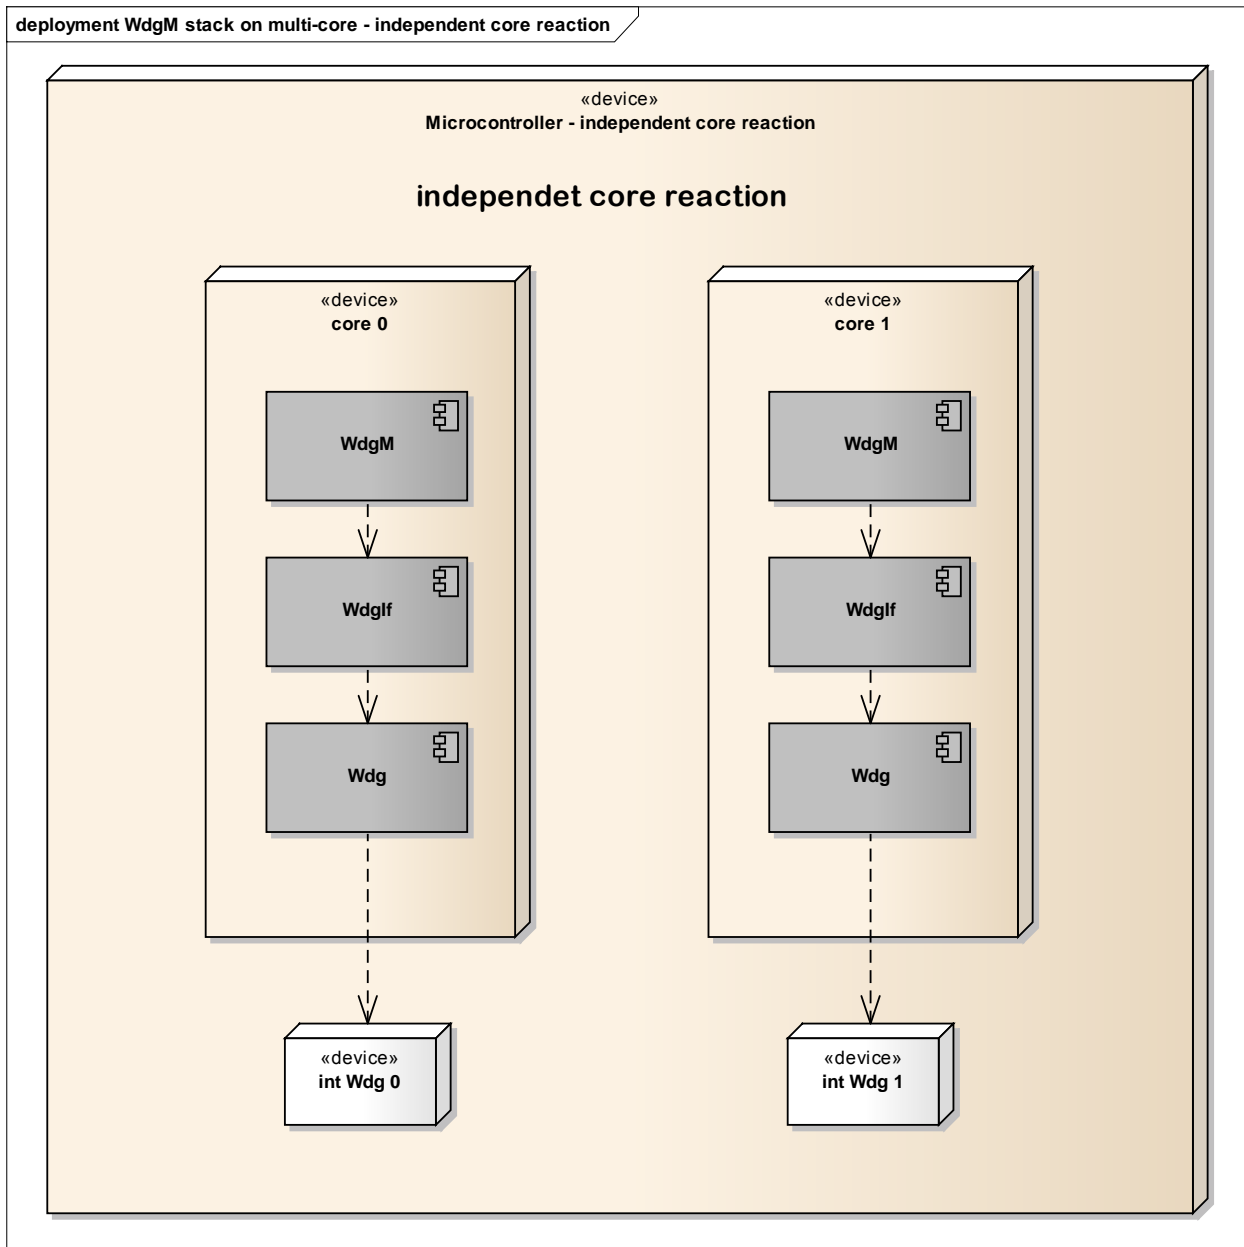 deployment WdgM stack on multi-core - independent core reaction
«device»
Microcontroller - independent core reaction
independet core reaction
«device»
core 0
WdgM
WdgIf
Wdg
«device»
int Wdg 0
«device»
core 1
WdgM
WdgIf
Wdg
«device»
int Wdg 1